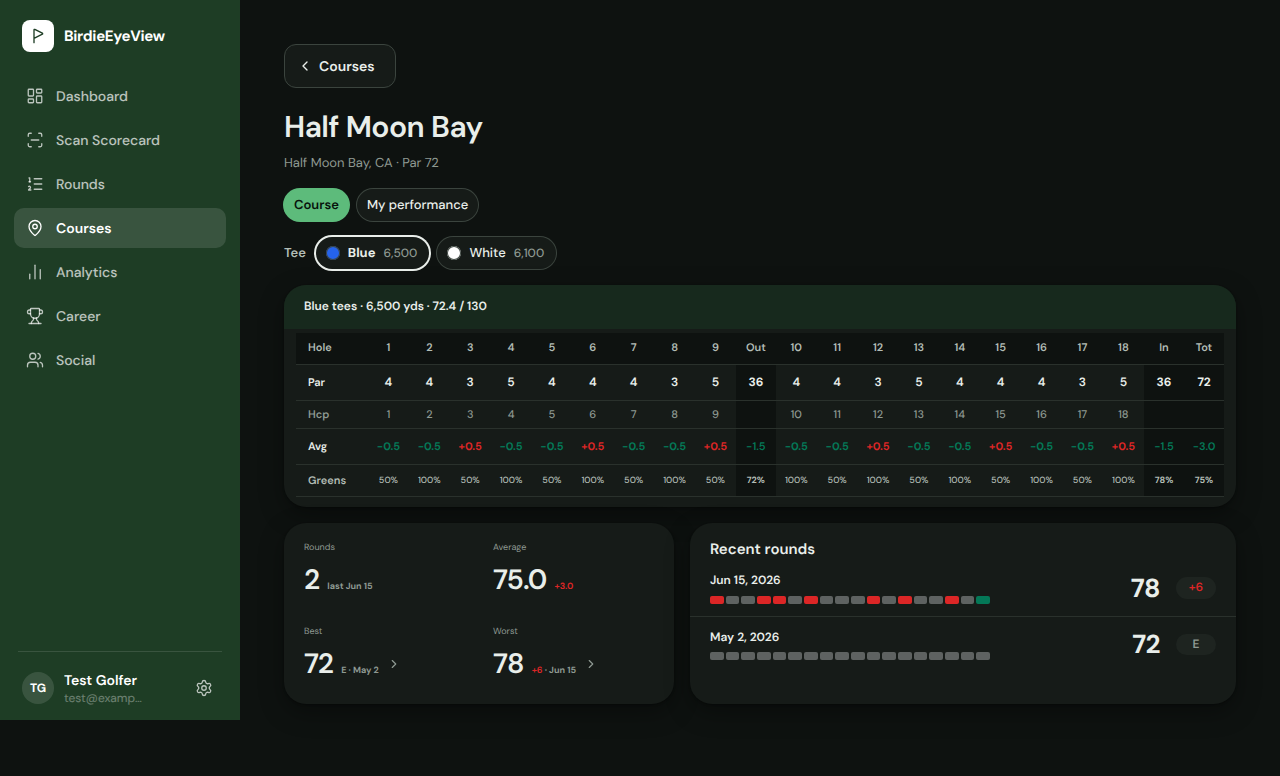 BirdieEyeView
Dashboard
Scan Scorecard
Rounds
Courses
Analytics
Career
Social
TG
Test Golfer
test@examp...
Courses
Half Moon Bay
Half Moon Bay, CA · Par 72
Course My performance
Tee Blue 6,500 White 6,100
Blue tees · 6,500 yds · 72.4 / 130
Hole 1 2 3 4 5 6 7 8 9 Out 10 11 12 13 14 15 16 17 18 In Tot
Par 4 4 3 5 4 4 4 3 5 36 4 4 3 5 4 4 4 3 5 36 72
Hcp 1 2 3 4 5 6 7 8 9 10 11 12 13 14 15 16 17 18
Avg −0.5 −0.5 +0.5 −0.5 −0.5 +0.5 −0.5 −0.5 +0.5 −1.5 −0.5 −0.5 +0.5 −0.5 −0.5 +0.5 −0.5 −0.5 +0.5 −1.5 −3.0
Greens 50% 100% 50% 100% 50% 100% 50% 100% 50% 72% 100% 50% 100% 50% 100% 50% 100% 50% 100% 78% 75%
Rounds
2 last Jun 15
Average
75.0 +3.0
Best
72 E · May 2
Worst
78 +6 · Jun 15
Recent rounds
Jun 15, 2026
78 +6
May 2, 2026
72 E